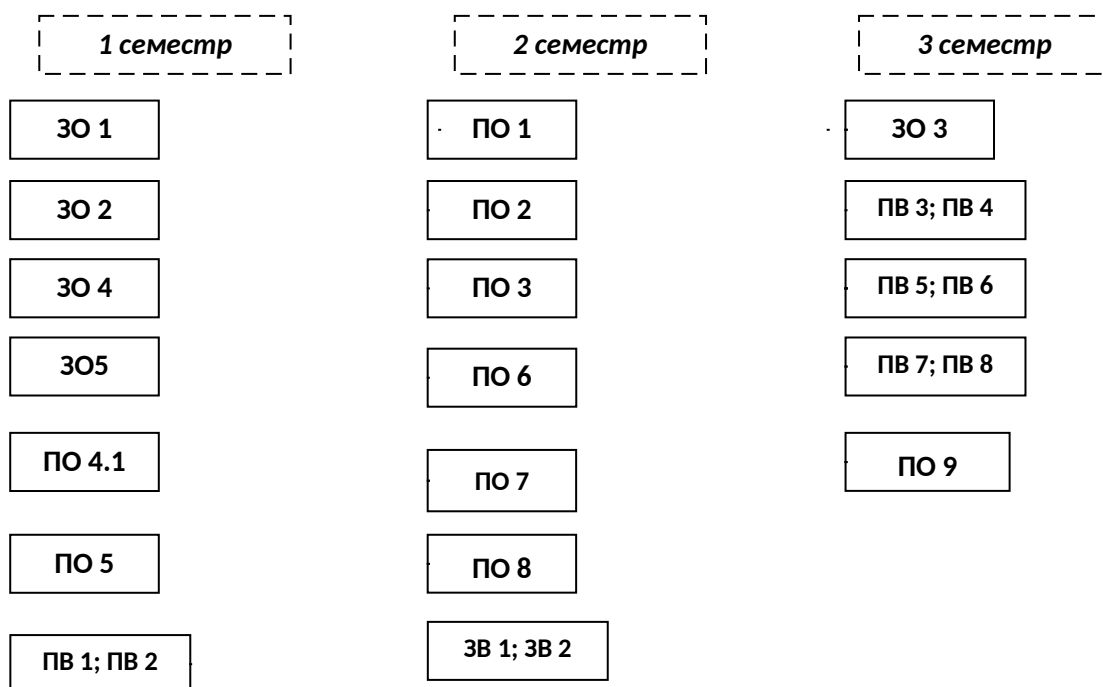 1 семестр
2 семестр
3 семестр
ЗО 1
ПО 1
ЗО 3
ЗО 2
ПО 2
ПВ 3; ПВ 4
ЗО 4
ПО 3
ПВ 5; ПВ 6
ЗО5
ПО 6
ПВ 7; ПВ 8
ПО 4.1
ПО 7
ПО 9
ПО 5
ПО 8
ПВ 1; ПВ 2
ЗВ 1; ЗВ 2